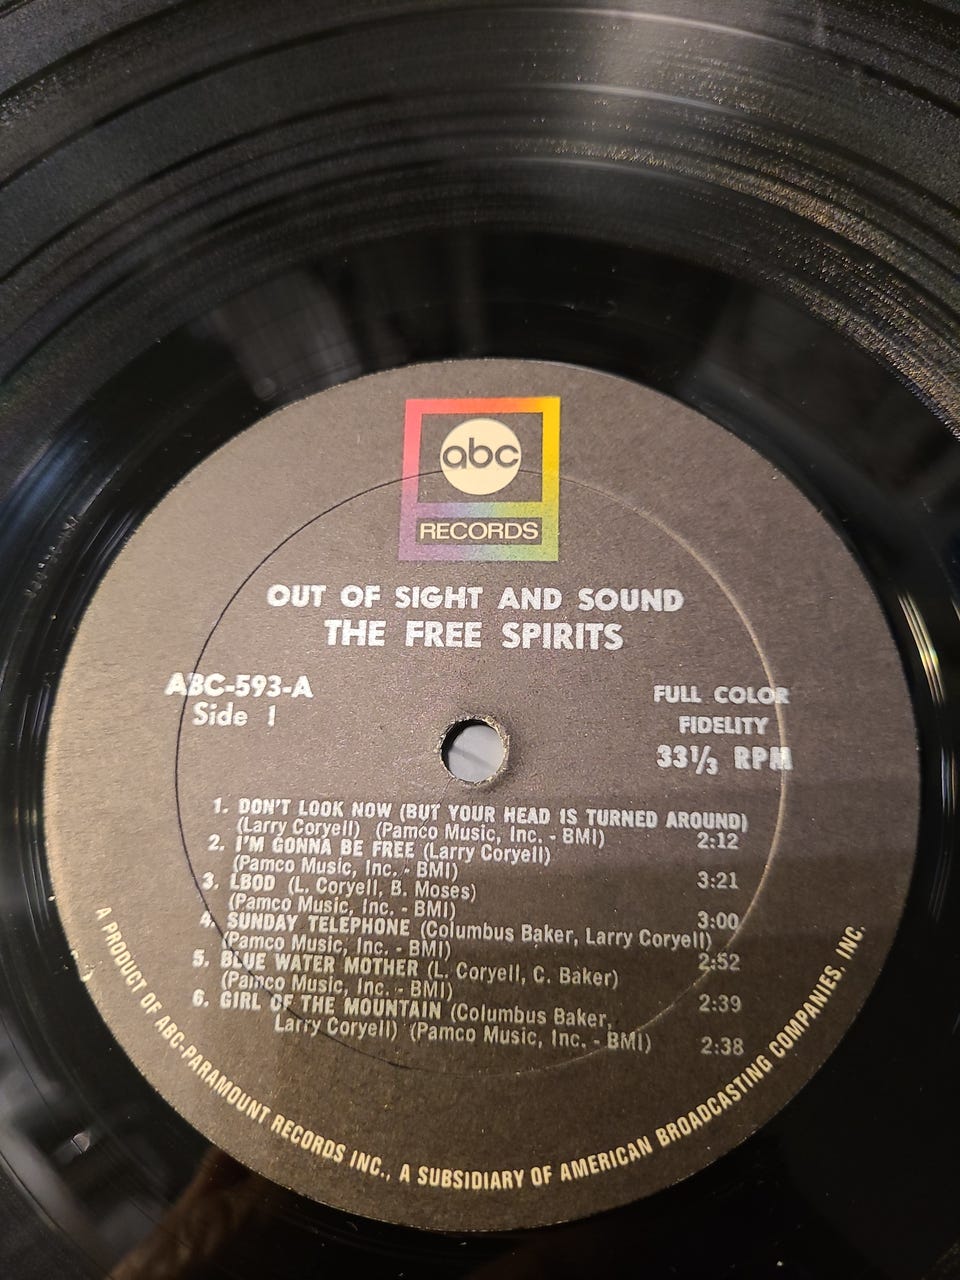 abc
RECORDS
OUT OF SIGHT AND SOUND
THE FREE SPIRITS
ABC-593-A
Side 1
FULL COLOR
FIDELITY
33 1/3 RPM
1. DON'T LOOK NOW (BUT YOUR HEAD IS TURNED AROUND)
(Larry Coryell) (Pamco Music, Inc. - BMI) 2:12
2. I'M GONNA BE FREE (Larry Coryell)
(Pamco Music, Inc. - BMI) 3:21
3. LBOD (L. Coryell, B. Moses)
(Pamco Music, Inc. - BMI) 3:00
4. SUNDAY TELEPHONE (Columbus Baker, Larry Coryell)
(Pamco Music, Inc. - BMI) 2:52
5. BLUE WATER MOTHER (L. Coryell, C. Baker)
(Pamco Music, Inc. - BMI) 2:39
6. GIRL OF THE MOUNTAIN (Columbus Baker,
Larry Coryell) (Pamco Music, Inc. - BMI) 2:38
A PRODUCT OF ABC-PARAMOUNT RECORDS INC., A SUBSIDIARY OF AMERICAN BROADCASTING COMPANIES, INC.